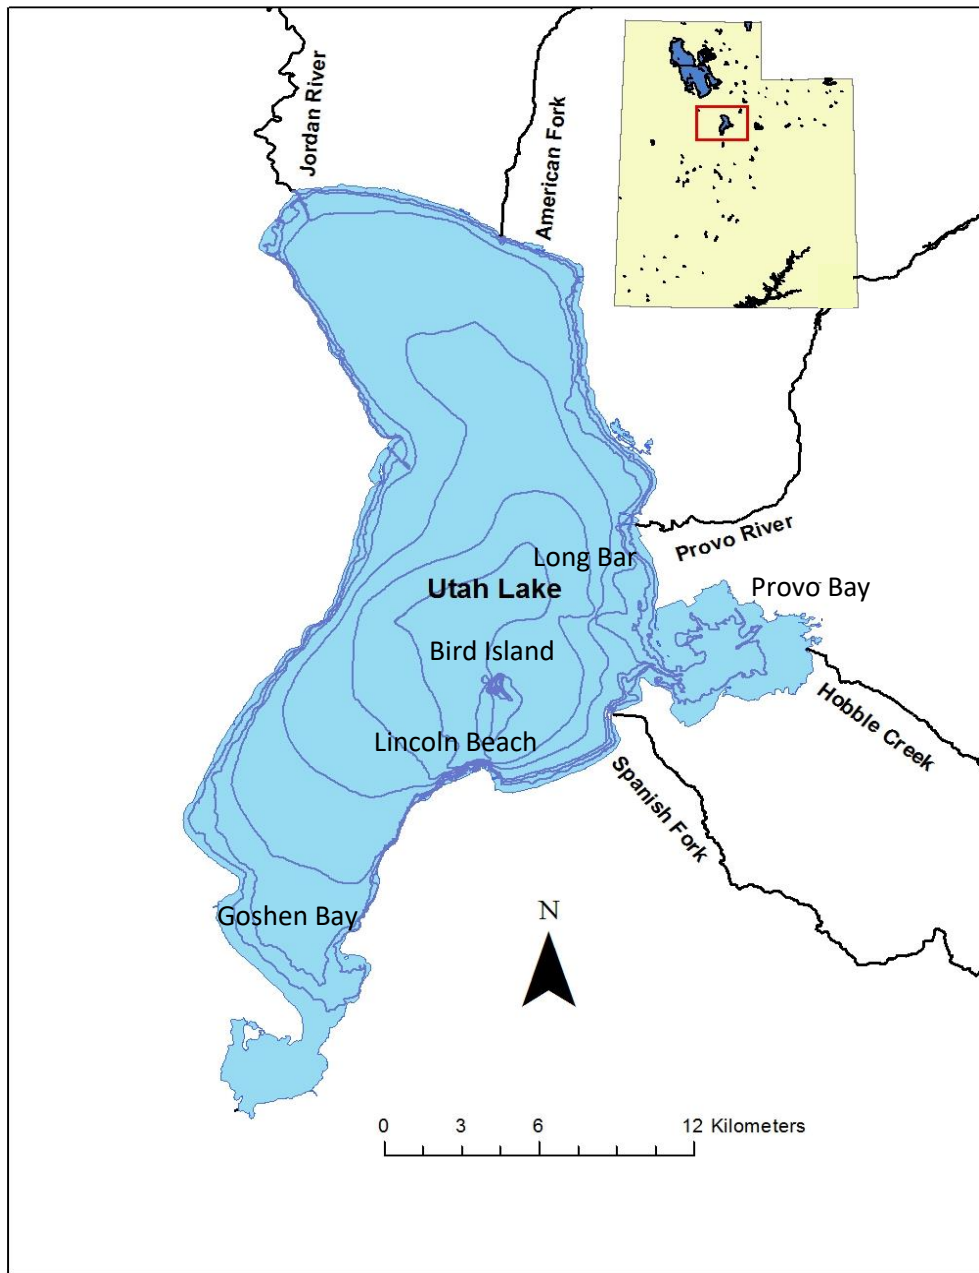 Jordan River
American Fork
Long Bar
Provo River
Utah Lake
Provo Bay
Bird Island
Hobble Creek
Lincoln Beach
Spanish Fork
Goshen Bay
N
0 3 6 12 Kilometers